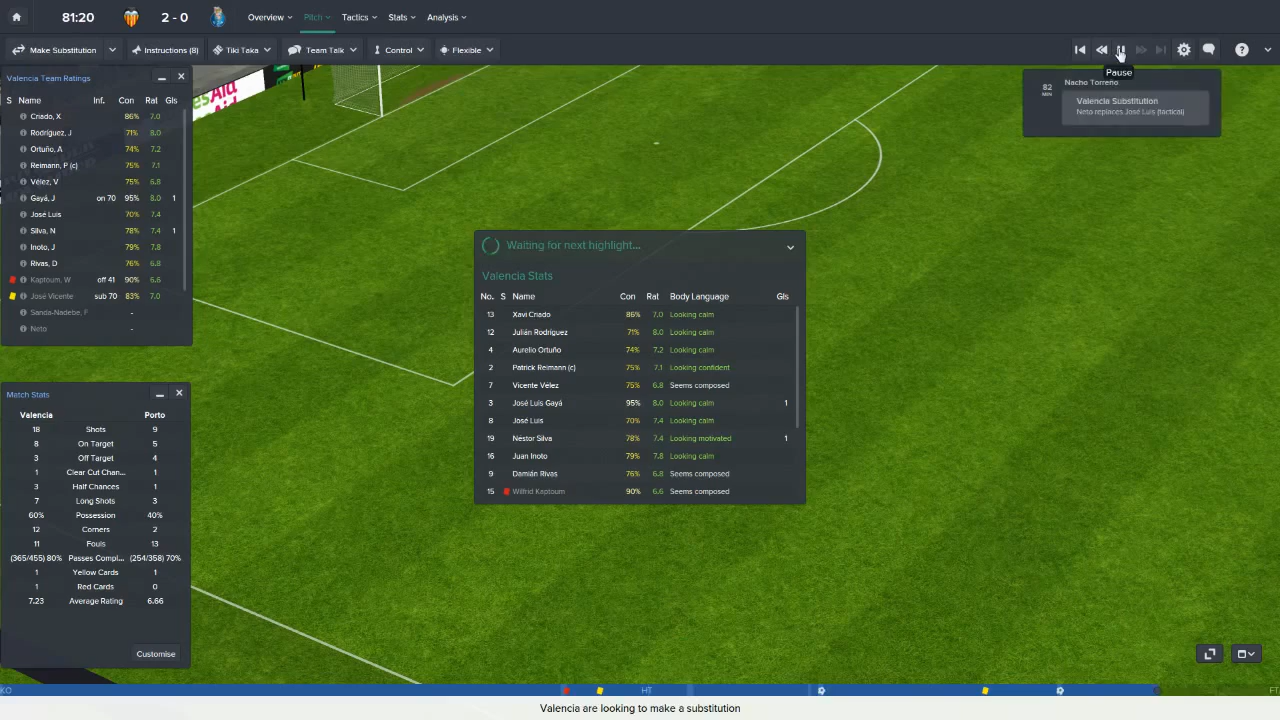 81:20 2 - 0 Overview Pitch Tactics Stats Analysis
Make Substitution Instructions (8) Tiki Taka Team Talk Control Flexible
Pause
Valencia Team Ratings
S Name Inf. Con Rat Gls
Criado, X 86% 7.0
Rodríguez, J 71% 8.0
Ortuño, A 74% 7.2
Reimann, P (c) 75% 7.1
Vélez, V 75% 6.8
Gayá, J on 70 95% 8.0 1
José Luis 70% 7.4
Silva, N 78% 7.4 1
Inoto, J 79% 7.8
Rivas, D 76% 6.8
Kaptoum, W off 41 90% 6.6
José Vicente sub 70 83% 7.0
Sanda-Nadebe, F -
Neto -
82 MIN
Nacho Torreño
Valencia Substitution
Neto replaces José Luis (tactical)
Waiting for next highlight...
Valencia Stats
No. S Name Con Rat Body Language Gls
13 Xavi Criado 86% 7.0 Looking calm
12 Julián Rodríguez 71% 8.0 Looking calm
4 Aurelio Ortuño 74% 7.2 Looking calm
2 Patrick Reimann (c) 75% 7.1 Looking confident
7 Vicente Vélez 75% 6.8 Seems composed
3 José Luis Gayá 95% 8.0 Looking calm 1
8 José Luis 70% 7.4 Looking calm
19 Néstor Silva 78% 7.4 Looking motivated 1
16 Juan Inoto 79% 7.8 Looking calm
9 Damián Rivas 76% 6.8 Seems composed
15 Wilfrid Kaptoum 90% 6.6 Seems composed
Match Stats
Valencia Porto
18 Shots 9
8 On Target 5
3 Off Target 4
1 Clear Cut Chan... 1
3 Half Chances 1
7 Long Shots 3
60% Possession 40%
12 Corners 2
11 Fouls 13
(365/455) 80% Passes Compl... (254/358) 70%
1 Yellow Cards 1
1 Red Cards 0
7.23 Average Rating 6.66
Customise
KO HT FT
Valencia are looking to make a substitution